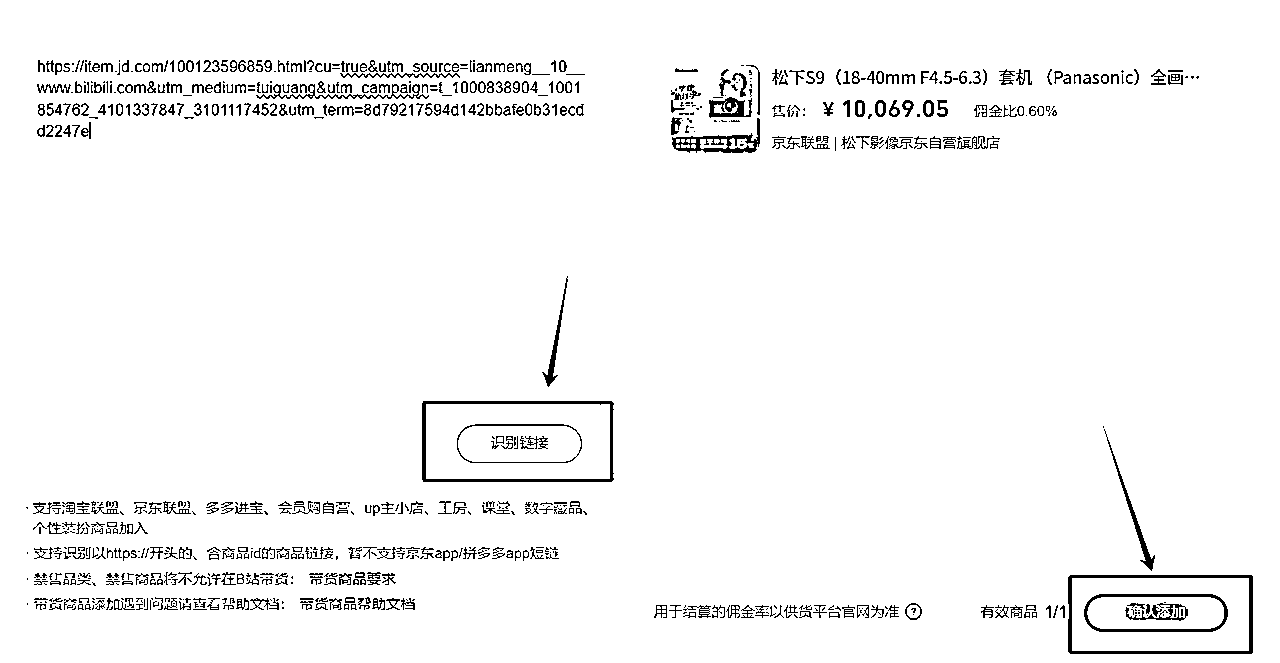 https://item.jd.com/100123596859.html?cu=true&utm_source=lianmeng__10__
www.bilibili.com&utm_medium=tuiguang&utm_campaign=t_1000838904_1001
854762_4101337847_3101117452&utm_term=8d79217594d142bbafe0b31ecd
d2247e
识别链接
· 支持淘宝联盟、京东联盟、多多进宝、会员购自营、up主小店、工房、课堂、数字藏品、
个性装扮商品加入
· 支持识别以https://开头的、含商品id的商品链接，暂不支持京东app/拼多多app短链
· 禁售品类、禁售商品将不允许在B站带货： 带货商品要求
· 带货商品添加遇到问题请查看帮助文档： 带货商品帮助文档
松下S9（18-40mm F4.5-6.3）套机 （Panasonic）全画…
售价： ¥ 10,069.05 佣金比0.60%
京东联盟 | 松下影像京东自营旗舰店
用于结算的佣金率以供货平台官网为准 ?
有效商品 1/1
确认添加